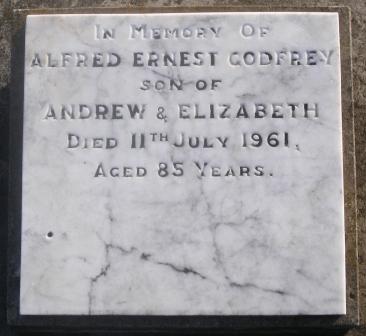 In Memory Of
ALFRED ERNEST GODFREY
SON OF
ANDREW & ELIZABETH
Died 11th July 1961,
Aged 85 Years.